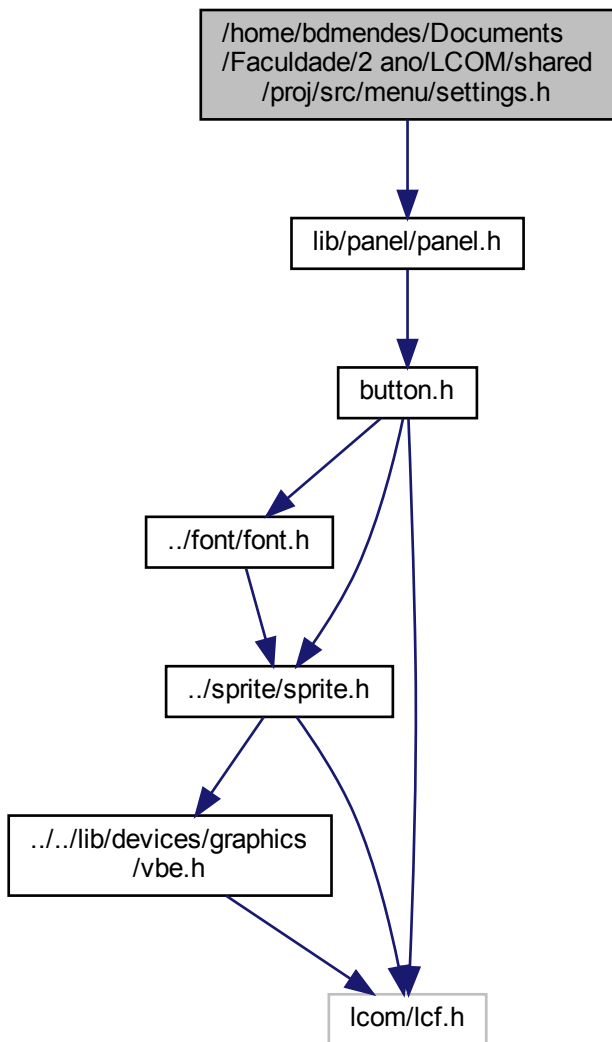 /home/bdmendes/Documents
/Faculdade/2 ano/LCOM/shared
/proj/src/menu/settings.h
lib/panel/panel.h
button.h
../font/font.h
../sprite/sprite.h
../../lib/devices/graphics
/vbe.h
lcom/lcf.h